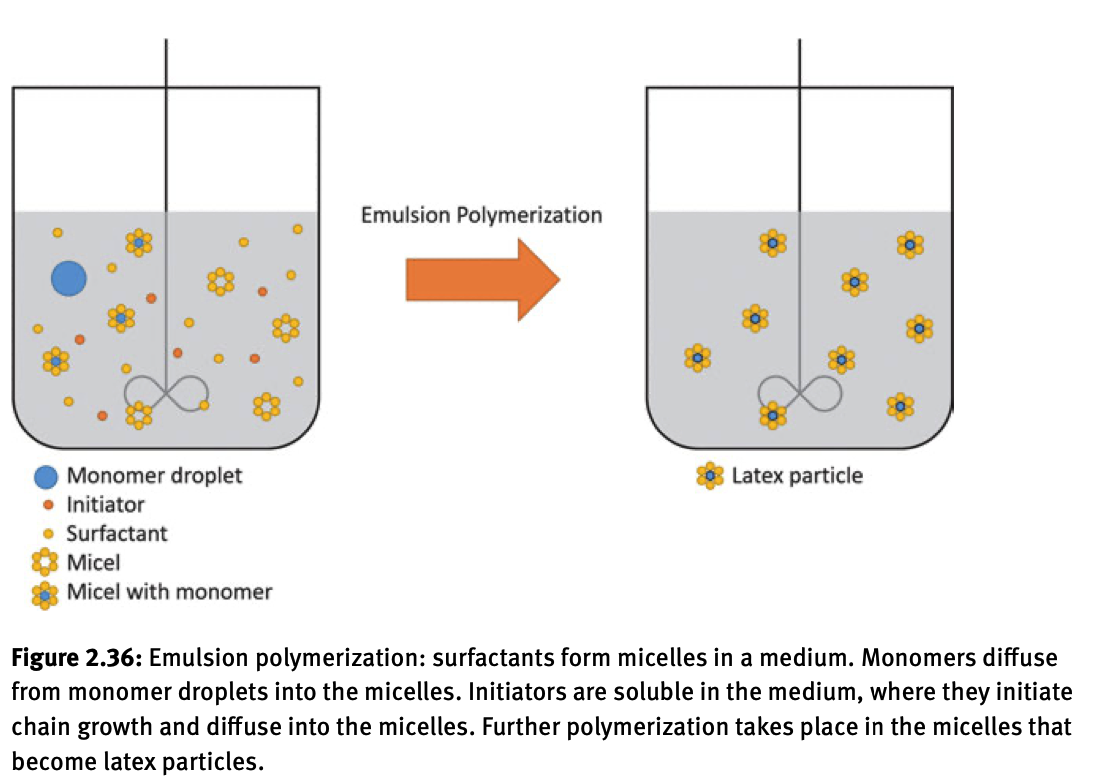 Emulsion Polymerization
Monomer droplet
Initiator
Surfactant
Micel
Micel with monomer
Latex particle
Figure 2.36: Emulsion polymerization: surfactants form micelles in a medium. Monomers diffuse
from monomer droplets into the micelles. Initiators are soluble in the medium, where they initiate
chain growth and diffuse into the micelles. Further polymerization takes place in the micelles that
become latex particles.